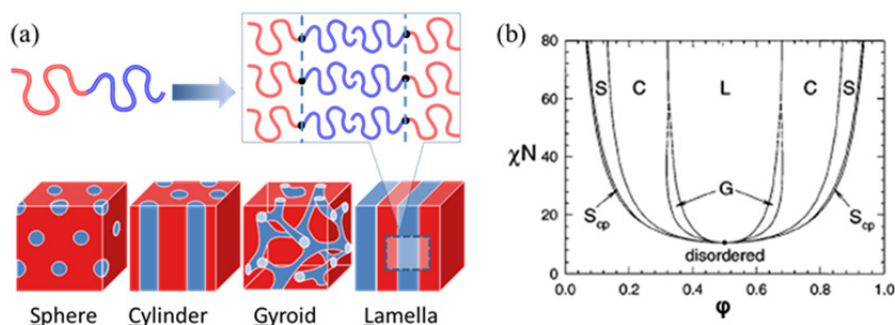 (a)
Sphere Cylinder Gyroid Lamella
(b)
80
60
40
20
0
χN
S C L C S
G
S_cp S_cp
disordered
0.0 0.2 0.4 0.6 0.8 1.0
φ